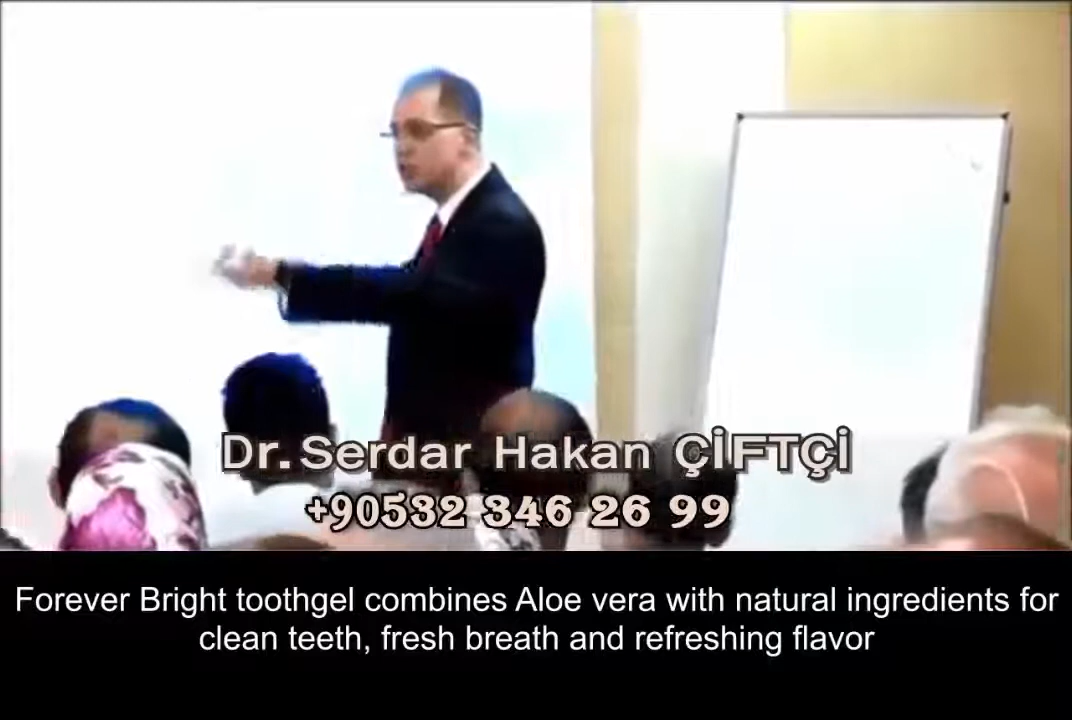 Dr. Serdar Hakan ÇİFTÇİ
+90532 346 26 99
Forever Bright toothgel combines Aloe vera with natural ingredients for
clean teeth, fresh breath and refreshing flavor